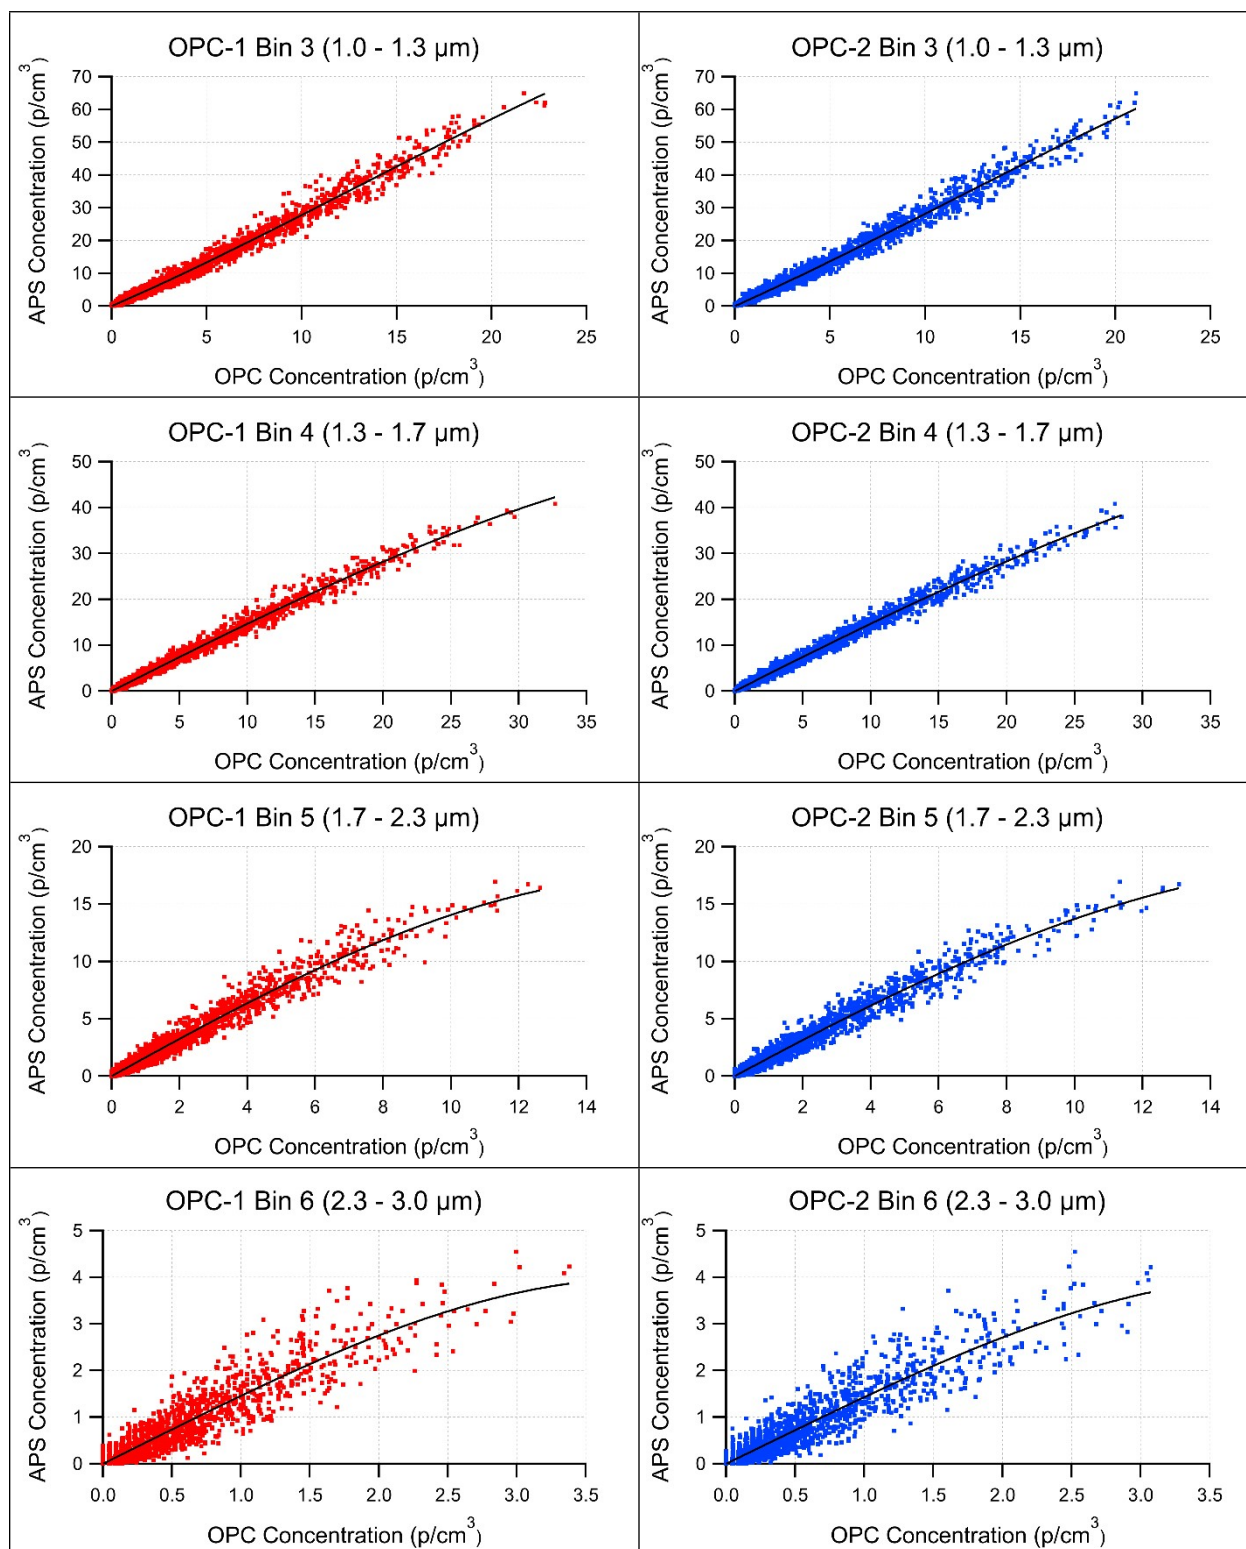 OPC-1 Bin 3 (1.0 - 1.3 µm)
APS Concentration (p/cm³)
70
60
50
40
30
20
10
0
0 5 10 15 20 25
OPC Concentration (p/cm³)
OPC-2 Bin 3 (1.0 - 1.3 µm)
APS Concentration (p/cm³)
70
60
50
40
30
20
10
0
0 5 10 15 20 25
OPC Concentration (p/cm³)
OPC-1 Bin 4 (1.3 - 1.7 µm)
APS Concentration (p/cm³)
50
40
30
20
10
0
0 5 10 15 20 25 30 35
OPC Concentration (p/cm³)
OPC-2 Bin 4 (1.3 - 1.7 µm)
APS Concentration (p/cm³)
50
40
30
20
10
0
0 5 10 15 20 25 30 35
OPC Concentration (p/cm³)
OPC-1 Bin 5 (1.7 - 2.3 µm)
APS Concentration (p/cm³)
20
15
10
5
0
0 2 4 6 8 10 12 14
OPC Concentration (p/cm³)
OPC-2 Bin 5 (1.7 - 2.3 µm)
APS Concentration (p/cm³)
20
15
10
5
0
0 2 4 6 8 10 12 14
OPC Concentration (p/cm³)
OPC-1 Bin 6 (2.3 - 3.0 µm)
APS Concentration (p/cm³)
5
4
3
2
1
0
0.0 0.5 1.0 1.5 2.0 2.5 3.0 3.5
OPC Concentration (p/cm³)
OPC-2 Bin 6 (2.3 - 3.0 µm)
APS Concentration (p/cm³)
5
4
3
2
1
0
0.0 0.5 1.0 1.5 2.0 2.5 3.0 3.5
OPC Concentration (p/cm³)